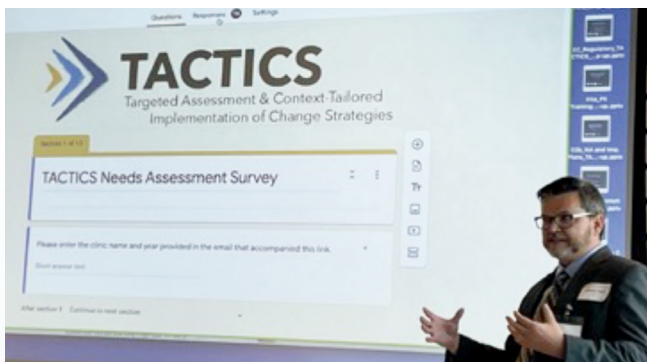 Questions Responses Settings
TACTICS
Targeted Assessment & Context-Tailored
Implementation of Change Strategies
Section 1 of 13
TACTICS Needs Assessment Survey
Please enter the clinic name and year provided in the email that accompanied this link.
Short answer text
After section 1 Continue to next section
Tr